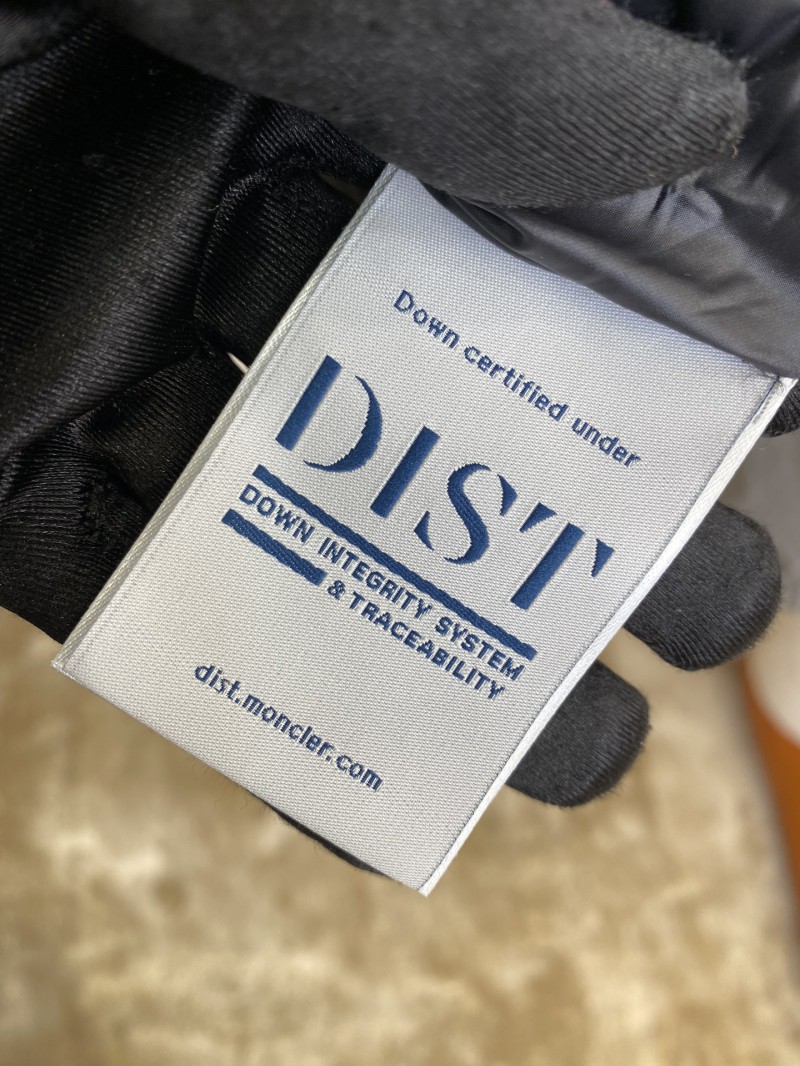 Down certified under
DIST
DOWN INTEGRITY SYSTEM
& TRACEABILITY
dist.moncler.com